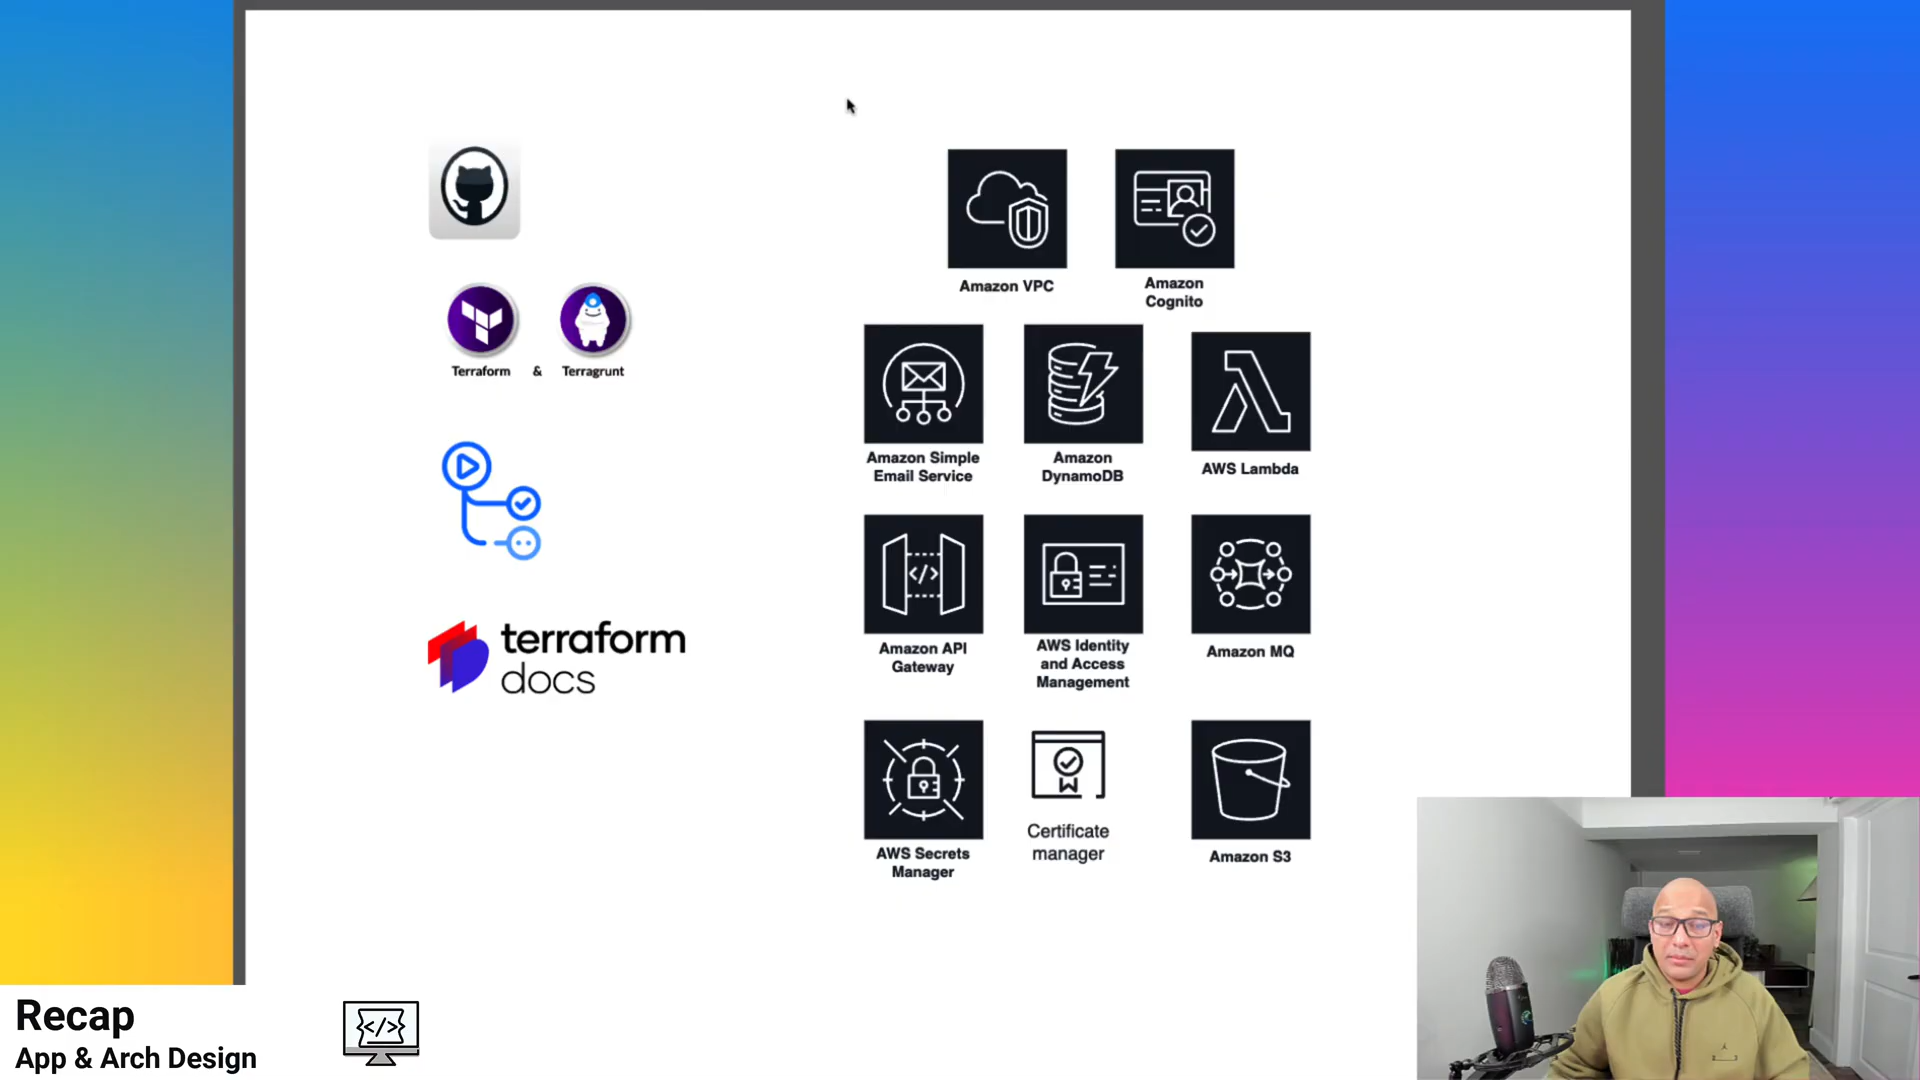 Terraform & Terragrunt
terraform
docs
Amazon VPC
Amazon
Cognito
Amazon Simple
Email Service
Amazon
DynamoDB
AWS Lambda
</>
Amazon API
Gateway
AWS Identity
and Access
Management
Amazon MQ
AWS Secrets
Manager
Certificate
manager
Amazon S3
Recap
App & Arch Design
</>